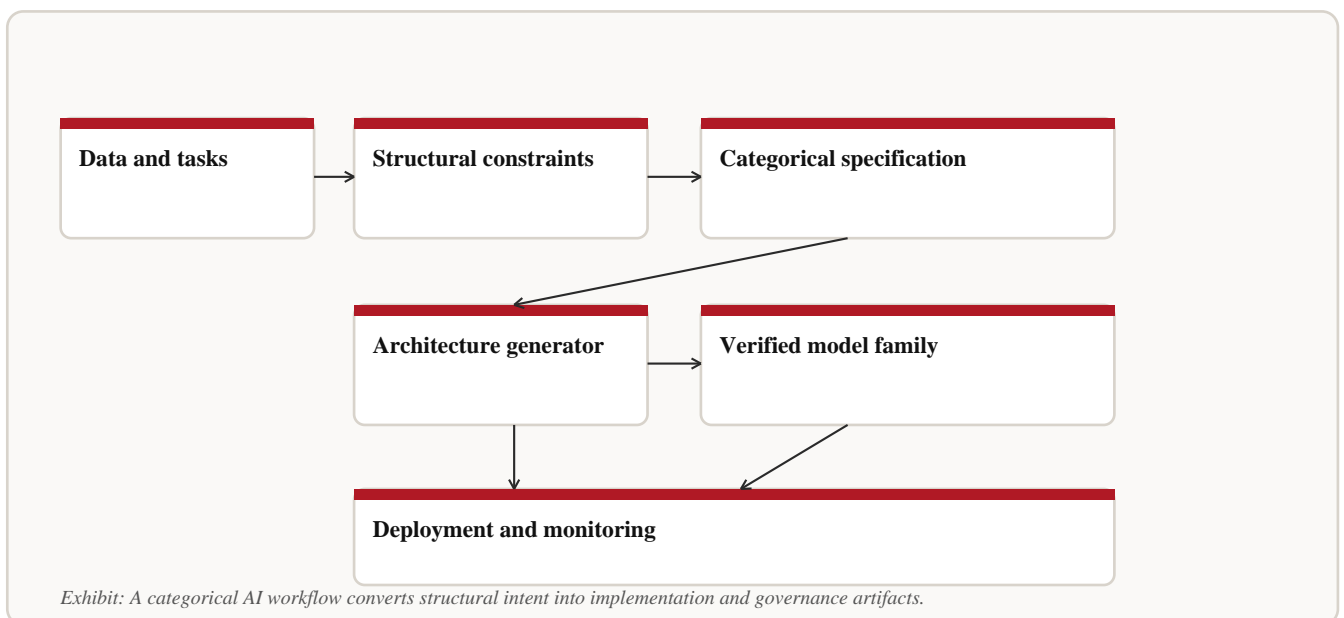 Data and tasks
Structural constraints
Categorical specification
Architecture generator
Verified model family
Deployment and monitoring
Exhibit: A categorical AI workflow converts structural intent into implementation and governance artifacts.